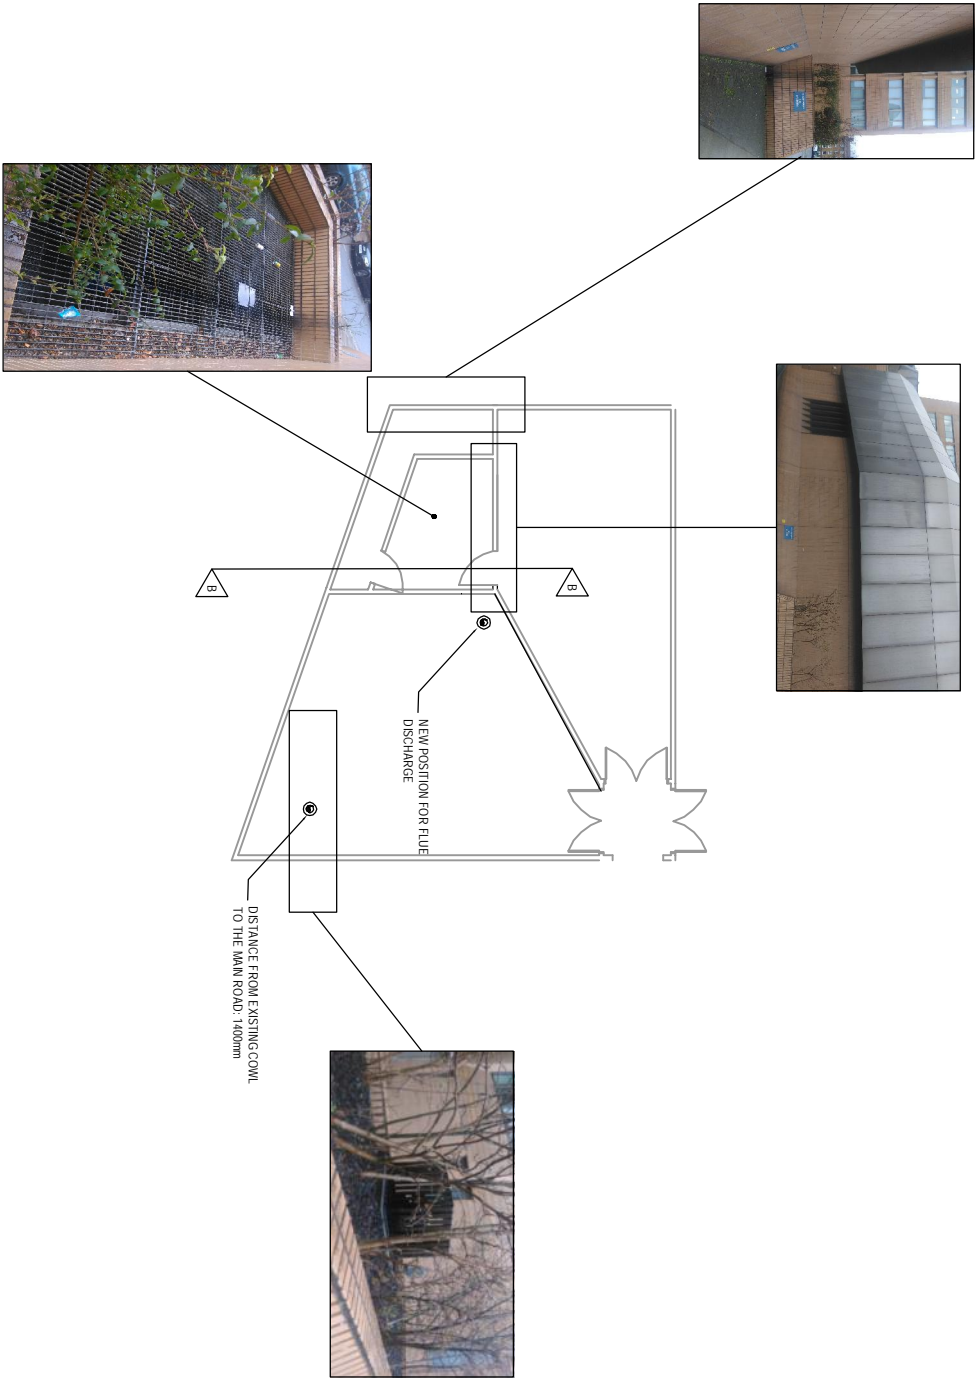 B
B
NEW POSITION FOR FLUE
DISCHARGE
DISTANCE FROM EXISTING COWL
TO THE MAIN ROAD: 1400mm